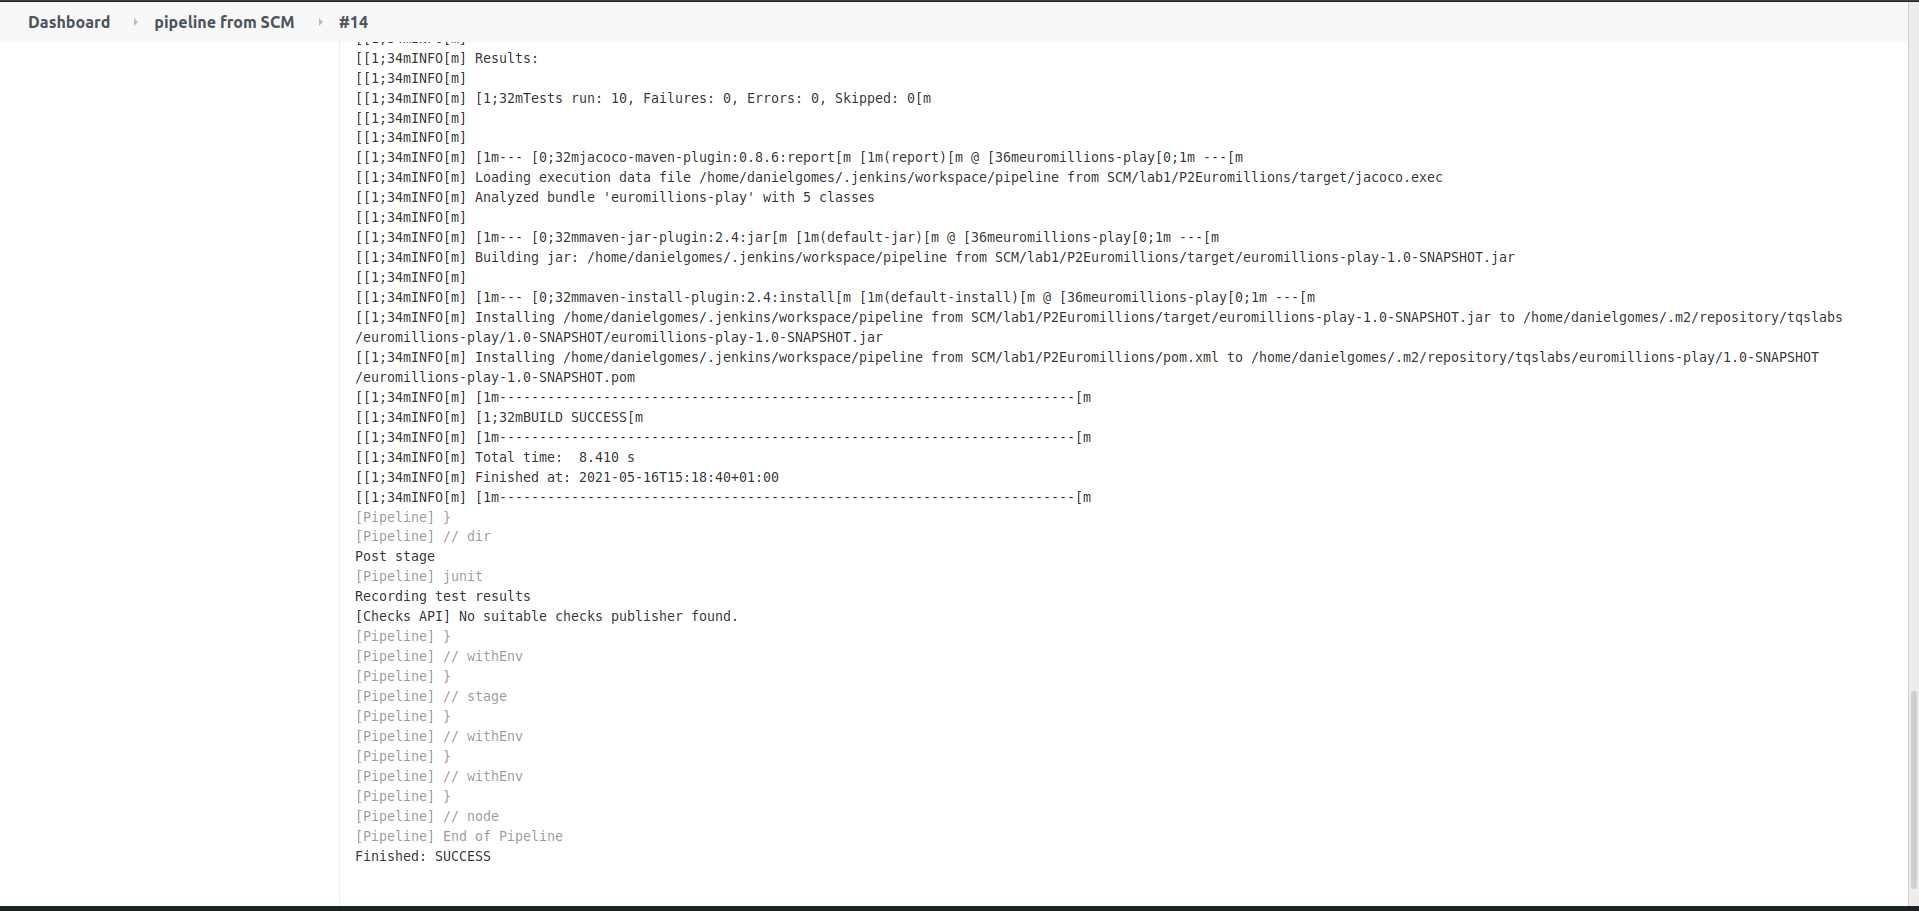 Dashboard › pipeline from SCM › #14
[[1;34mINFO[m]
[[1;34mINFO[m] Results:
[[1;34mINFO[m]
[[1;34mINFO[m] [1;32mTests run: 10, Failures: 0, Errors: 0, Skipped: 0[m
[[1;34mINFO[m]
[[1;34mINFO[m]
[[1;34mINFO[m] [1m--- [0;32mjacoco-maven-plugin:0.8.6:report[m [1m(report)[m @ [36meuromillions-play[0;1m ---[m
[[1;34mINFO[m] Loading execution data file /home/danielgomes/.jenkins/workspace/pipeline from SCM/lab1/P2Euromillions/target/jacoco.exec
[[1;34mINFO[m] Analyzed bundle 'euromillions-play' with 5 classes
[[1;34mINFO[m]
[[1;34mINFO[m] [1m--- [0;32mmaven-jar-plugin:2.4:jar[m [1m(default-jar)[m @ [36meuromillions-play[0;1m ---[m
[[1;34mINFO[m] Building jar: /home/danielgomes/.jenkins/workspace/pipeline from SCM/lab1/P2Euromillions/target/euromillions-play-1.0-SNAPSHOT.jar
[[1;34mINFO[m]
[[1;34mINFO[m] [1m--- [0;32mmaven-install-plugin:2.4:install[m [1m(default-install)[m @ [36meuromillions-play[0;1m ---[m
[[1;34mINFO[m] Installing /home/danielgomes/.jenkins/workspace/pipeline from SCM/lab1/P2Euromillions/target/euromillions-play-1.0-SNAPSHOT.jar to /home/danielgomes/.m2/repository/tqslabs
/euromillions-play/1.0-SNAPSHOT/euromillions-play-1.0-SNAPSHOT.jar
[[1;34mINFO[m] Installing /home/danielgomes/.jenkins/workspace/pipeline from SCM/lab1/P2Euromillions/pom.xml to /home/danielgomes/.m2/repository/tqslabs/euromillions-play/1.0-SNAPSHOT
/euromillions-play-1.0-SNAPSHOT.pom
[[1;34mINFO[m] [1m------------------------------------------------------------------------[m
[[1;34mINFO[m] [1;32mBUILD SUCCESS[m
[[1;34mINFO[m] [1m------------------------------------------------------------------------[m
[[1;34mINFO[m] Total time:  8.410 s
[[1;34mINFO[m] Finished at: 2021-05-16T15:18:40+01:00
[[1;34mINFO[m] [1m------------------------------------------------------------------------[m
[Pipeline] }
[Pipeline] // dir
Post stage
[Pipeline] junit
Recording test results
[Checks API] No suitable checks publisher found.
[Pipeline] }
[Pipeline] // withEnv
[Pipeline] }
[Pipeline] // stage
[Pipeline] }
[Pipeline] // withEnv
[Pipeline] }
[Pipeline] // withEnv
[Pipeline] }
[Pipeline] // node
[Pipeline] End of Pipeline
Finished: SUCCESS